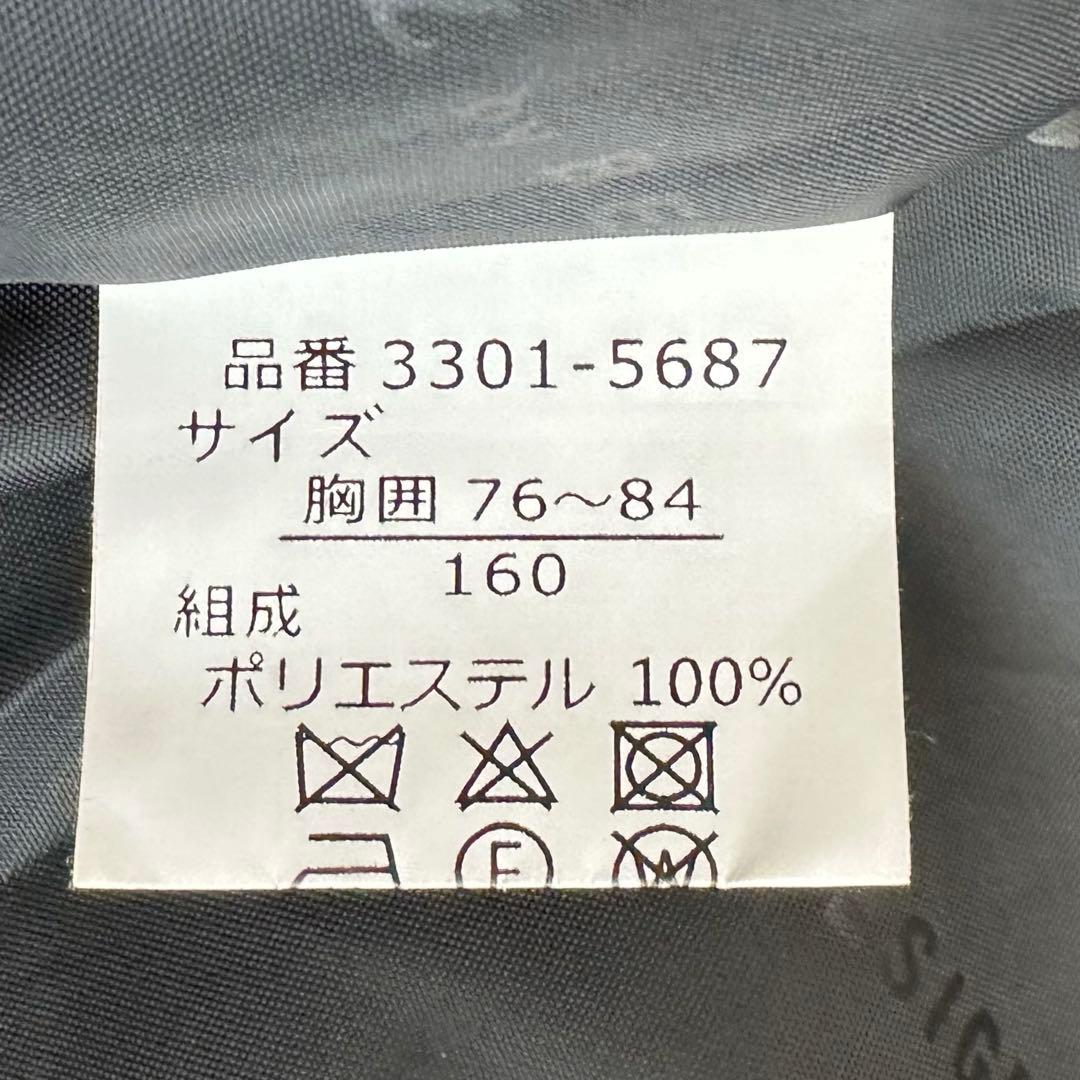 品番 3301-5687
サイズ
胸囲 76〜84
160
組成
ポリエステル 100%
F
W
SIG